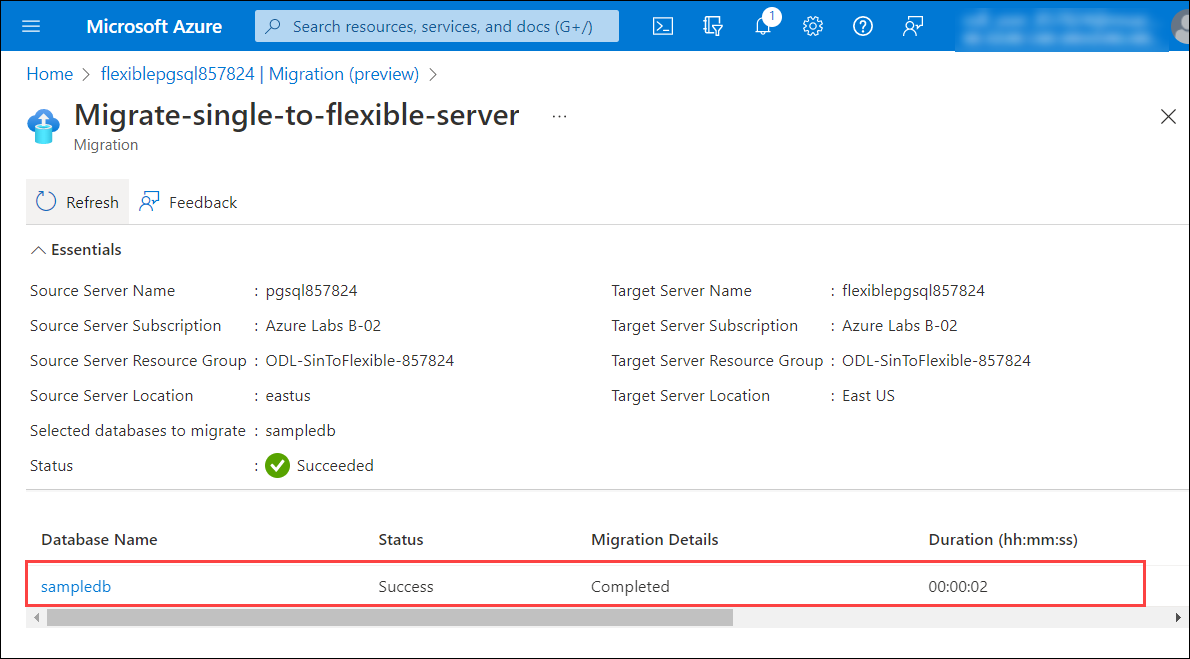 Microsoft Azure
Search resources, services, and docs (G+/)
1
Home > flexiblepgsql857824 | Migration (preview) >
Migrate-single-to-flexible-server ...
Migration
Refresh Feedback
Essentials
Source Server Name : pgsql857824 Target Server Name : flexiblepgsql857824
Source Server Subscription : Azure Labs B-02 Target Server Subscription : Azure Labs B-02
Source Server Resource Group : ODL-SinToFlexible-857824 Target Server Resource Group : ODL-SinToFlexible-857824
Source Server Location : eastus Target Server Location : East US
Selected databases to migrate : sampledb
Status : Succeeded
Database Name Status Migration Details Duration (hh:mm:ss)
sampledb Success Completed 00:00:02